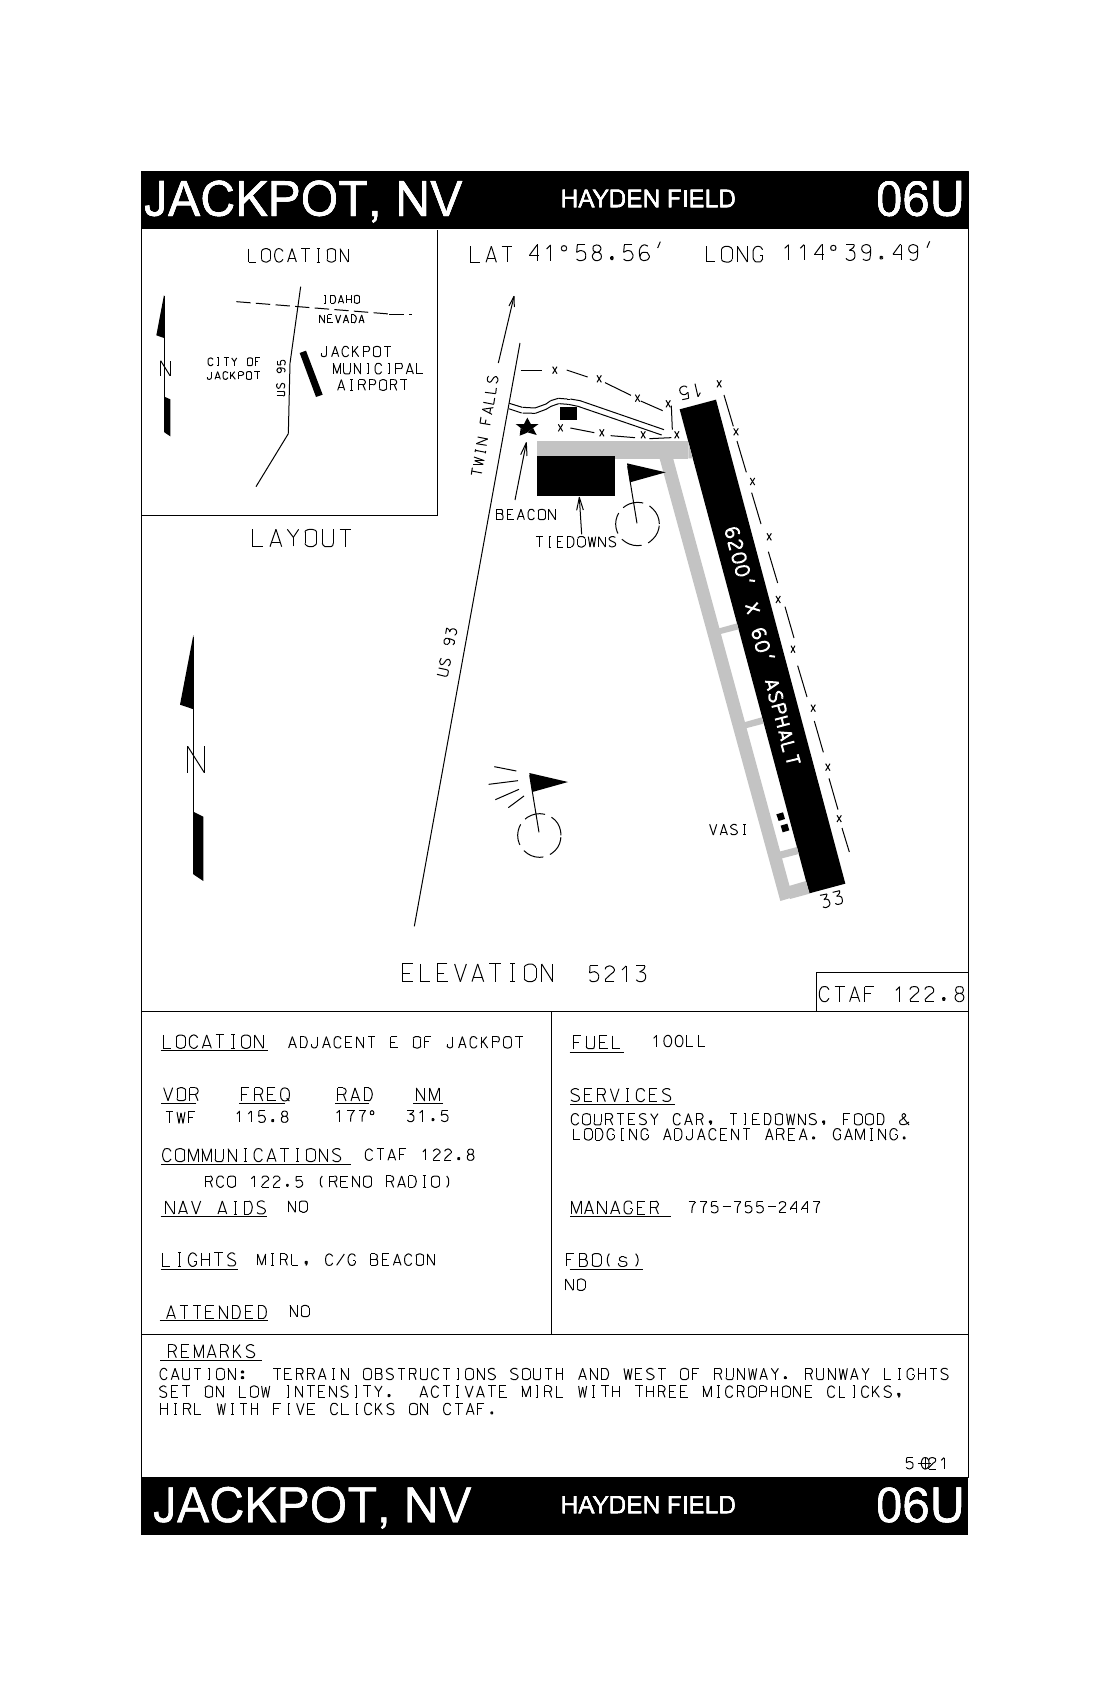 JACKPOT, NV HAYDEN FIELD 06U
LOCATION
LAT 41°58.56′ LONG 114°39.49′
IDAHO
NEVADA
CITY OF
JACKPOT
US 95
JACKPOT
MUNICIPAL
AIRPORT
N
LAYOUT
TWIN FALLS
15
BEACON
TIEDOWNS
6200′ X 60′ ASPHALT
US 93
N
VASI
33
ELEVATION 5213
CTAF 122.8
LOCATION ADJACENT E OF JACKPOT
VOR FREQ RAD NM
TWF 115.8 177° 31.5
COMMUNICATIONS CTAF 122.8
RCO 122.5 (RENO RADIO)
NAV AIDS NO
LIGHTS MIRL, C/G BEACON
ATTENDED NO
FUEL 100LL
SERVICES
COURTESY CAR, TIEDOWNS, FOOD &
LODGING ADJACENT AREA. GAMING.
MANAGER 775-755-2447
FBO(s)
NO
REMARKS
CAUTION: TERRAIN OBSTRUCTIONS SOUTH AND WEST OF RUNWAY. RUNWAY LIGHTS
SET ON LOW INTENSITY. ACTIVATE MIRL WITH THREE MICROPHONE CLICKS,
HIRL WITH FIVE CLICKS ON CTAF.
JACKPOT, NV HAYDEN FIELD 06U